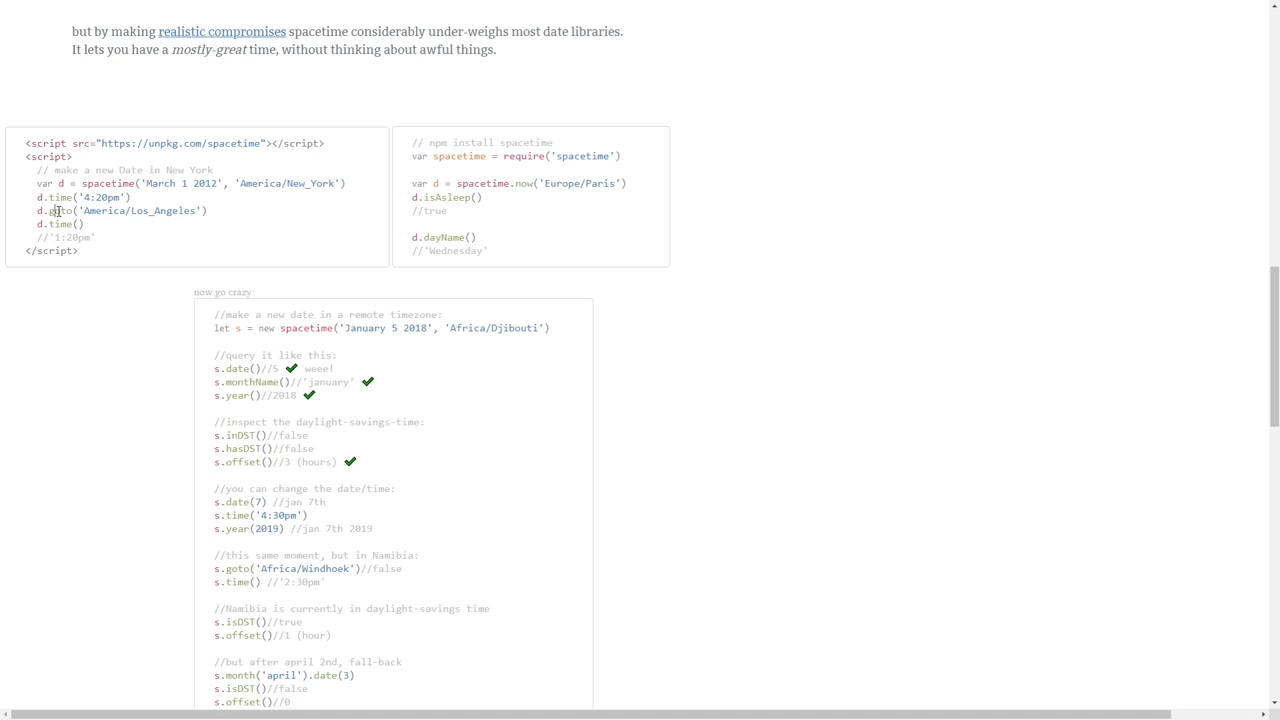 but by making realistic compromises spacetime considerably under-weighs most date libraries.
It lets you have a mostly-great time, without thinking about awful things.
<script src="https://unpkg.com/spacetime"></script>
<script>
// make a new Date in New York
var d = spacetime('March 1 2012', 'America/New_York')
d.time('4:20pm')
d.goto('America/Los_Angeles')
d.time()
//'1:20pm'
</script>
// npm install spacetime
var spacetime = require('spacetime')
var d = spacetime.now('Europe/Paris')
d.isAsleep()
//true
d.dayName()
//'Wednesday'
now go crazy:
//make a new date in a remote timezone:
let s = new spacetime('January 5 2018', 'Africa/Djibouti')
//query it like this:
s.date()//5 ✔ weee!
s.monthName()//'january' ✔
s.year()//2018 ✔
//inspect the daylight-savings-time:
s.inDST()//false
s.hasDST()//false
s.offset()//3 (hours) ✔
//you can change the date/time:
s.date(7) //jan 7th
s.time('4:30pm')
s.year(2019) //jan 7th 2019
//this same moment, but in Namibia:
s.goto('Africa/Windhoek')//false
s.time() //'2:30pm'
//Namibia is currently in daylight-savings time
s.isDST()//true
s.offset()//1 (hour)
//but after april 2nd, fall-back
s.month('april').date(3)
s.isDST()//false
s.offset()//0